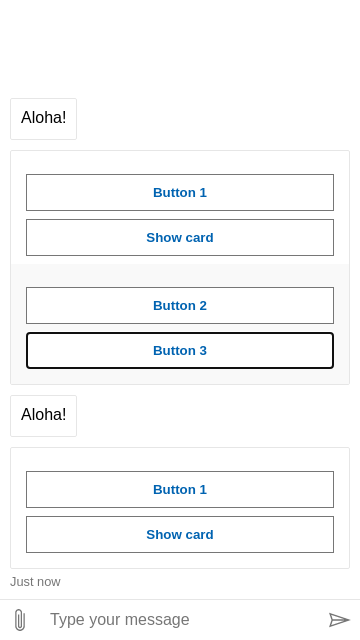 Aloha!
Button 1
Show card
Button 2
Button 3
Aloha!
Button 1
Show card
Just now
Type your message